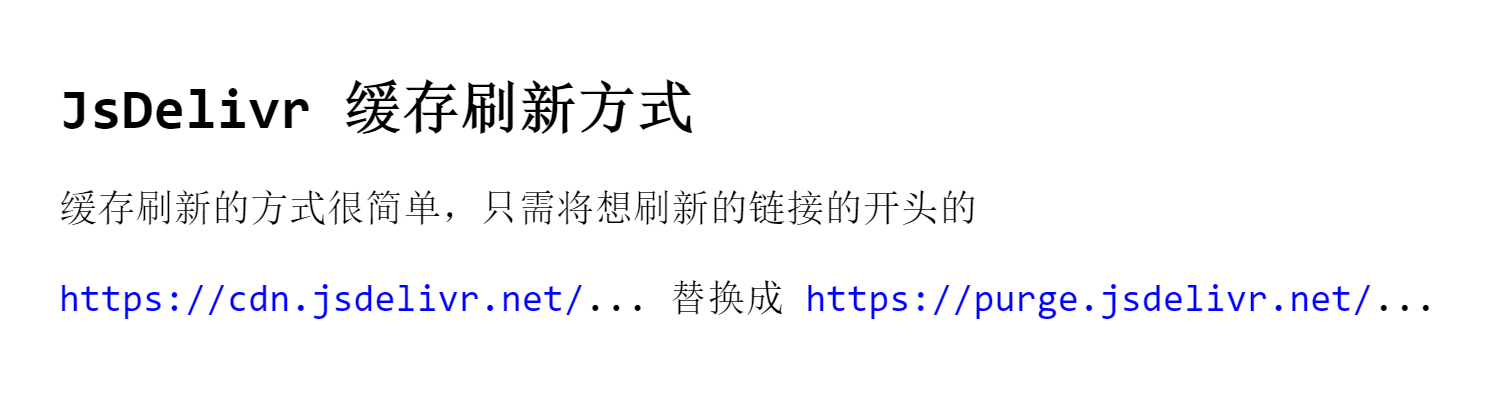 JsDelivr 缓存刷新方式
缓存刷新的方式很简单，只需将想刷新的链接的开头的
https://cdn.jsdelivr.net/... 替换成 https://purge.jsdelivr.net/...